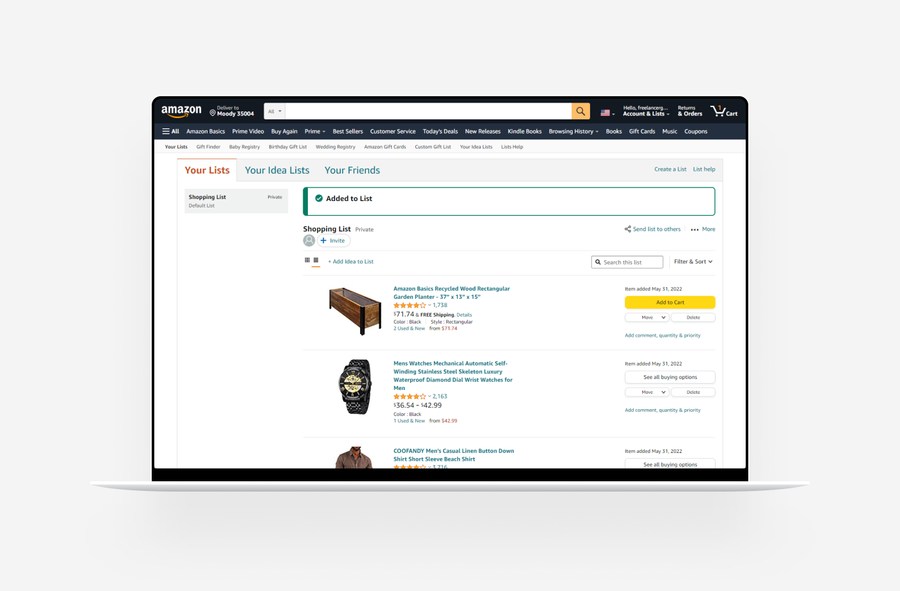 amazon
Deliver to
Moody 35004
All
Hello, freelancerg...
Account & Lists
Returns
& Orders
1
Cart
All Amazon Basics Prime Video Buy Again Prime Best Sellers Customer Service Today's Deals New Releases Kindle Books Browsing History Books Gift Cards Music Coupons
Your Lists Gift Finder Baby Registry Birthday Gift List Wedding Registry Amazon Gift Cards Custom Gift List Your Idea Lists Lists Help
Your Lists Your Idea Lists Your Friends
Create a List List help
Shopping List Private
Default List
Added to List
Shopping List Private
Send list to others ••• More
+ Invite
+ Add Idea to List
Search this list
Filter & Sort
Amazon Basics Recycled Wood Rectangular
Garden Planter - 37" x 13" x 15"
1,738
$71.74 & FREE Shipping. Details
Color : Black Style : Rectangular
2 Used & New from $71.74
Item added May 31, 2022
Add to Cart
Move Delete
Add comment, quantity & priority
Mens Watches Mechanical Automatic Self-
Winding Stainless Steel Skeleton Luxury
Waterproof Diamond Dial Wrist Watches for
Men
2,163
$36.54 - $42.99
Color : Black
1 Used & New from $42.99
Item added May 31, 2022
See all buying options
Move Delete
Add comment, quantity & priority
COOFANDY Men's Casual Linen Button Down
Shirt Short Sleeve Beach Shirt
Item added May 31, 2022
See all buying options